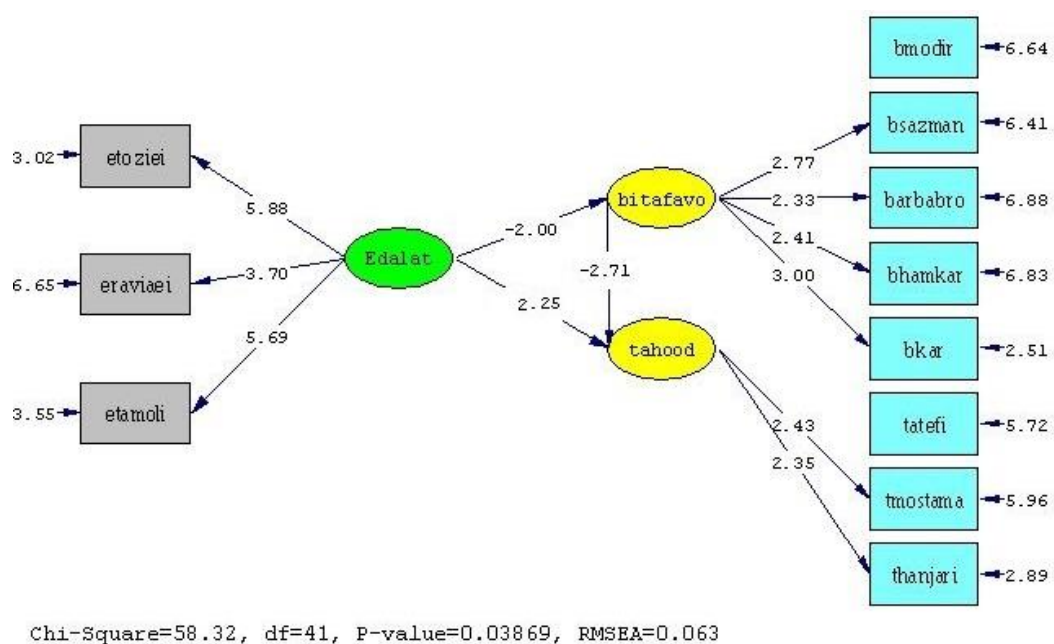 bmodir
6.64
bsazman
6.41
3.02
etoziei
2.77
5.88
bitafavo
2.33
barbabro
6.88
-2.00
2.41
Edalat
bhamkar
6.83
6.65
eraviaei
3.70
-2.71
3.00
2.25
5.69
tahood
bkar
2.51
3.55
etamoli
2.43
tatefi
5.72
2.35
tmostama
5.96
thanjari
2.89
Chi-Square=58.32, df=41, P-value=0.03869, RMSEA=0.063